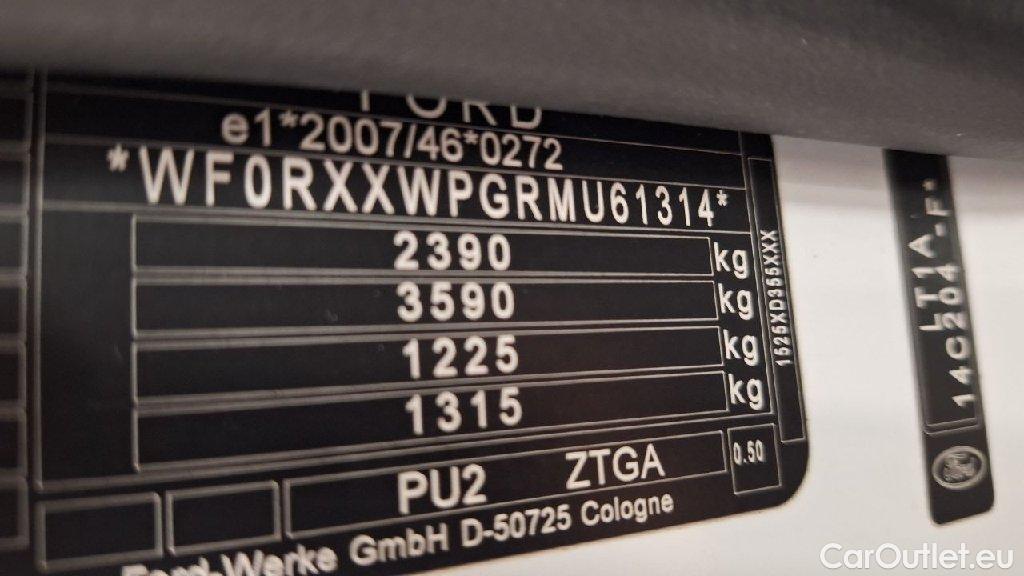 FORD
e1*2007/46*0272
*WF0RXXWPGRMU61314*
2390 kg
3590 kg
1225 kg
1315 kg
1525XD355XXX
PU2 ZTGA
0.50
Ford-Werke GmbH D-50725 Cologne
LT1A
14C204-F*
CarOutlet.eu